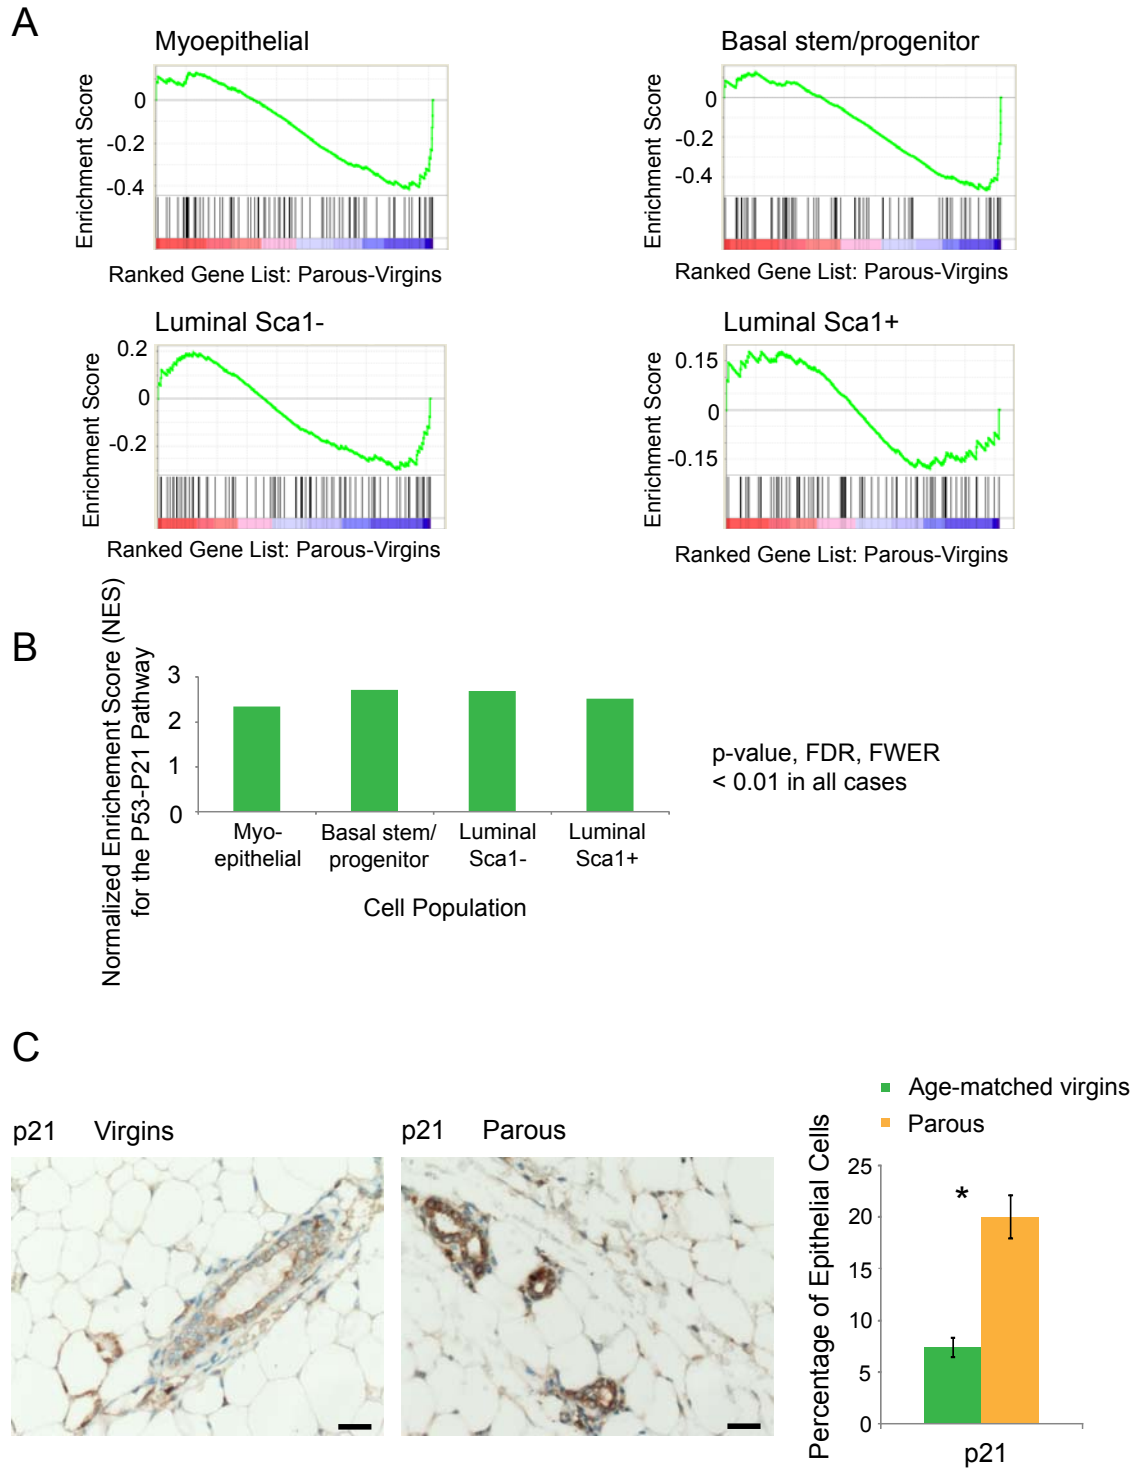 A
Myoepithelial
Enrichment Score
0
-0.2
-0.4
Ranked Gene List: Parous-Virgins
Basal stem/progenitor
Enrichment Score
0
-0.2
-0.4
Ranked Gene List: Parous-Virgins
Luminal Sca1-
Enrichment Score
0.2
0
-0.2
Ranked Gene List: Parous-Virgins
Luminal Sca1+
Enrichment Score
0.15
0
-0.15
Ranked Gene List: Parous-Virgins
B
Normalized Enrichement Score (NES)
for the P53-P21 Pathway
3
2
1
0
Myo-
epithelial
Basal stem/
progenitor
Luminal
Sca1-
Luminal
Sca1+
Cell Population
p-value, FDR, FWER
< 0.01 in all cases
C
p21 Virgins
p21 Parous
Age-matched virgins
Parous
Percentage of Epithelial Cells
25
20
15
10
5
0
*
p21